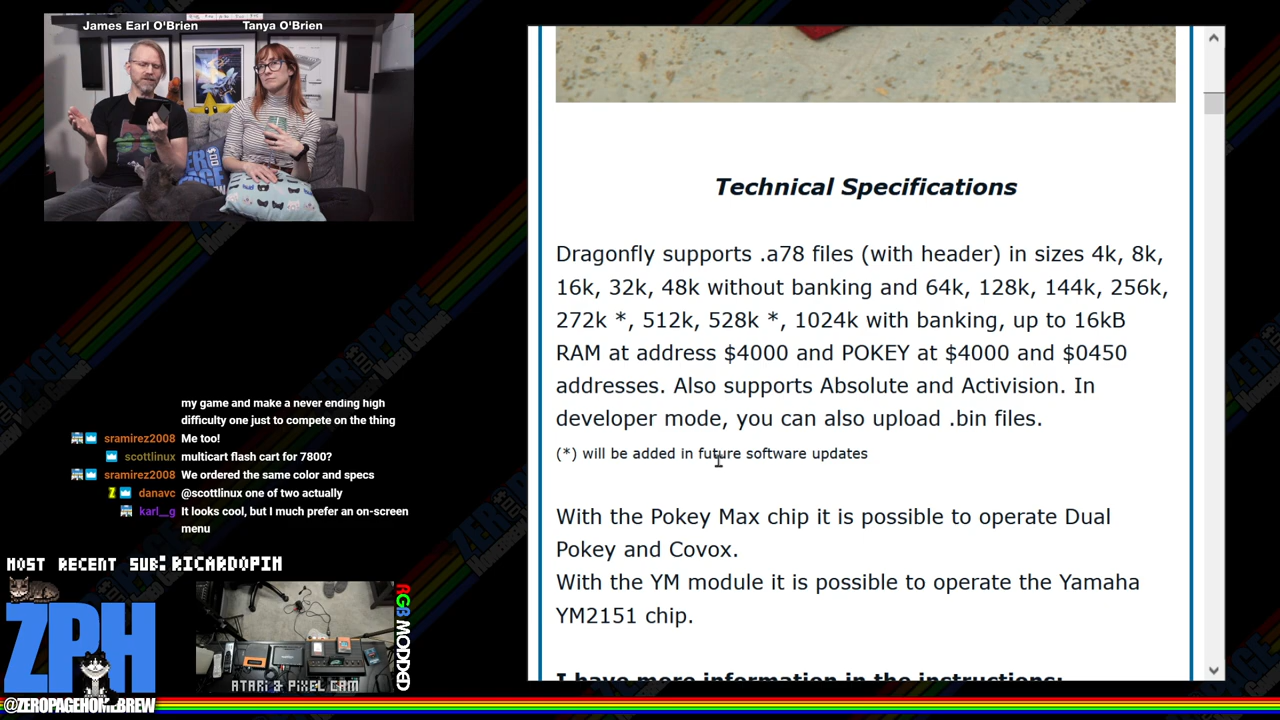 James Earl O'Brien
Tanya O'Brien
Technical Specifications
Dragonfly supports .a78 files (with header) in sizes 4k, 8k,
16k, 32k, 48k without banking and 64k, 128k, 144k, 256k,
272k *, 512k, 528k *, 1024k with banking, up to 16kB
RAM at address $4000 and POKEY at $4000 and $0450
addresses. Also supports Absolute and Activision. In
developer mode, you can also upload .bin files.
(*) will be added in future software updates
With the Pokey Max chip it is possible to operate Dual
Pokey and Covox.
With the YM module it is possible to operate the Yamaha
YM2151 chip.
I have more information in the instructions:
my game and make a never ending high
difficulty one just to compete on the thing
sramirez2008 Me too!
scottlinux multicart flash cart for 7800?
sramirez2008 We ordered the same color and specs
danavc @scottlinux one of two actually
karl__g It looks cool, but I much prefer an on-screen
menu
MOST RECENT SUB: RICARDOPIM
ZPH
@ZEROPAGEHOMEBREW
ATARI & PIXEL CAM
RGB MODDED